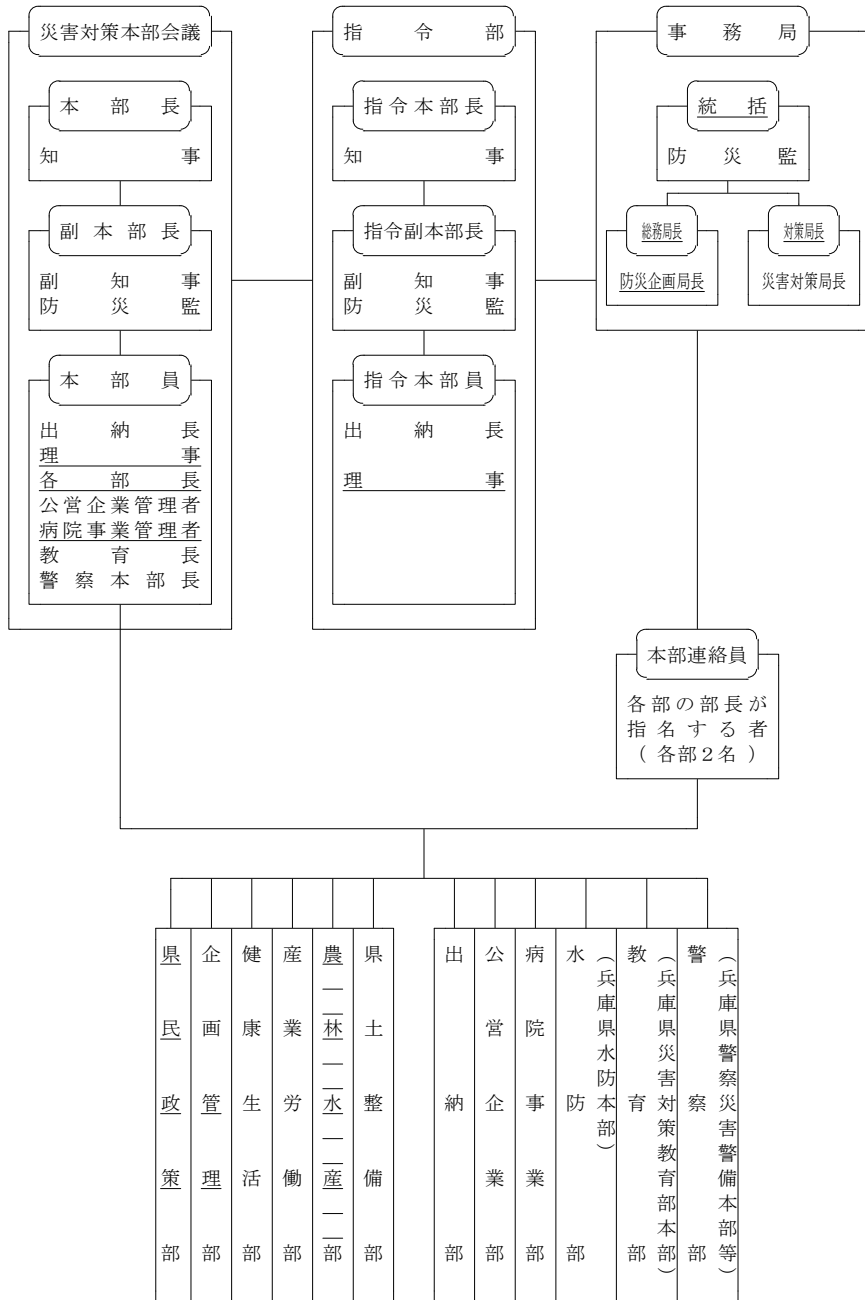 災害対策本部会議
本部長
知事
副本部長
副知事
防災監
本部員
出納長
理事
各部長
公営企業管理者
病院事業管理者
教育長
警察本部長
指令部
指令本部長
知事
指令副本部長
副知事
防災監
指令本部員
出納長
理事
事務局
統括
防災監
総務局長
防災企画局長
対策局長
災害対策局長
本部連絡員
各部の部長が
指名する者
(各部2名)
県民政策部
企画管理部
健康生活部
産業労働部
農林水産部
県土整備部
出納部
公営企業部
病院事業部
水防部
(兵庫県水防本部)
教育部
(兵庫県災害対策教育部本部)
警察部
(兵庫県警察災害警備本部等)